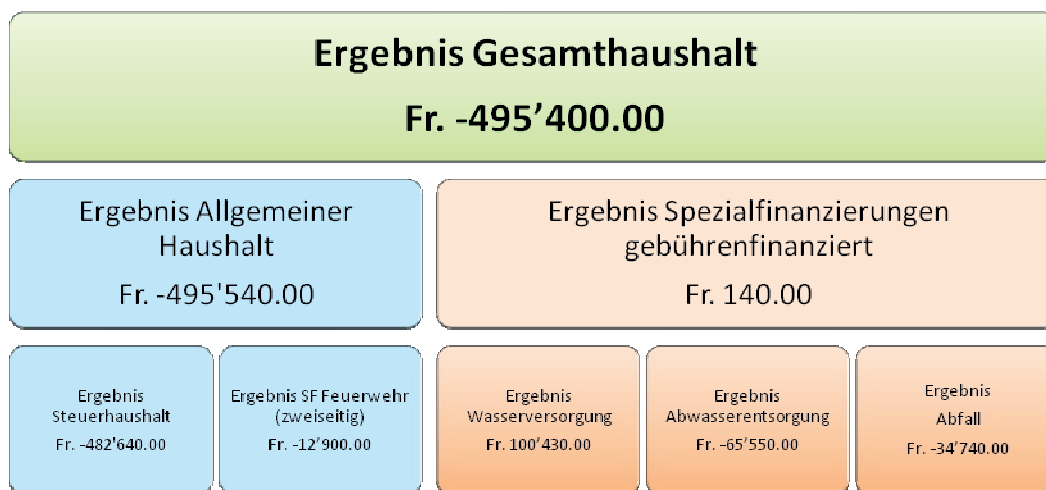 Ergebnis Gesamthaushalt
Fr. -495’400.00
Ergebnis Allgemeiner
Haushalt
Fr. -495'540.00
Ergebnis Spezialfinanzierungen
gebührenfinanziert
Fr. 140.00
Ergebnis
Steuerhaushalt
Fr. -482'640.00
Ergebnis SF Feuerwehr
(zweiseitig)
Fr. -12’900.00
Ergebnis
Wasserversorgung
Fr. 100’430.00
Ergebnis
Abwasserentsorgung
Fr. -65’550.00
Ergebnis
Abfall
Fr. -34’740.00